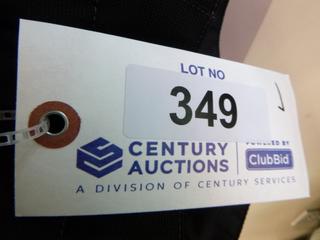 LOT NO
349
CENTURY
AUCTIONS
POWERED BY
ClubBid
A DIVISION OF CENTURY SERVICES